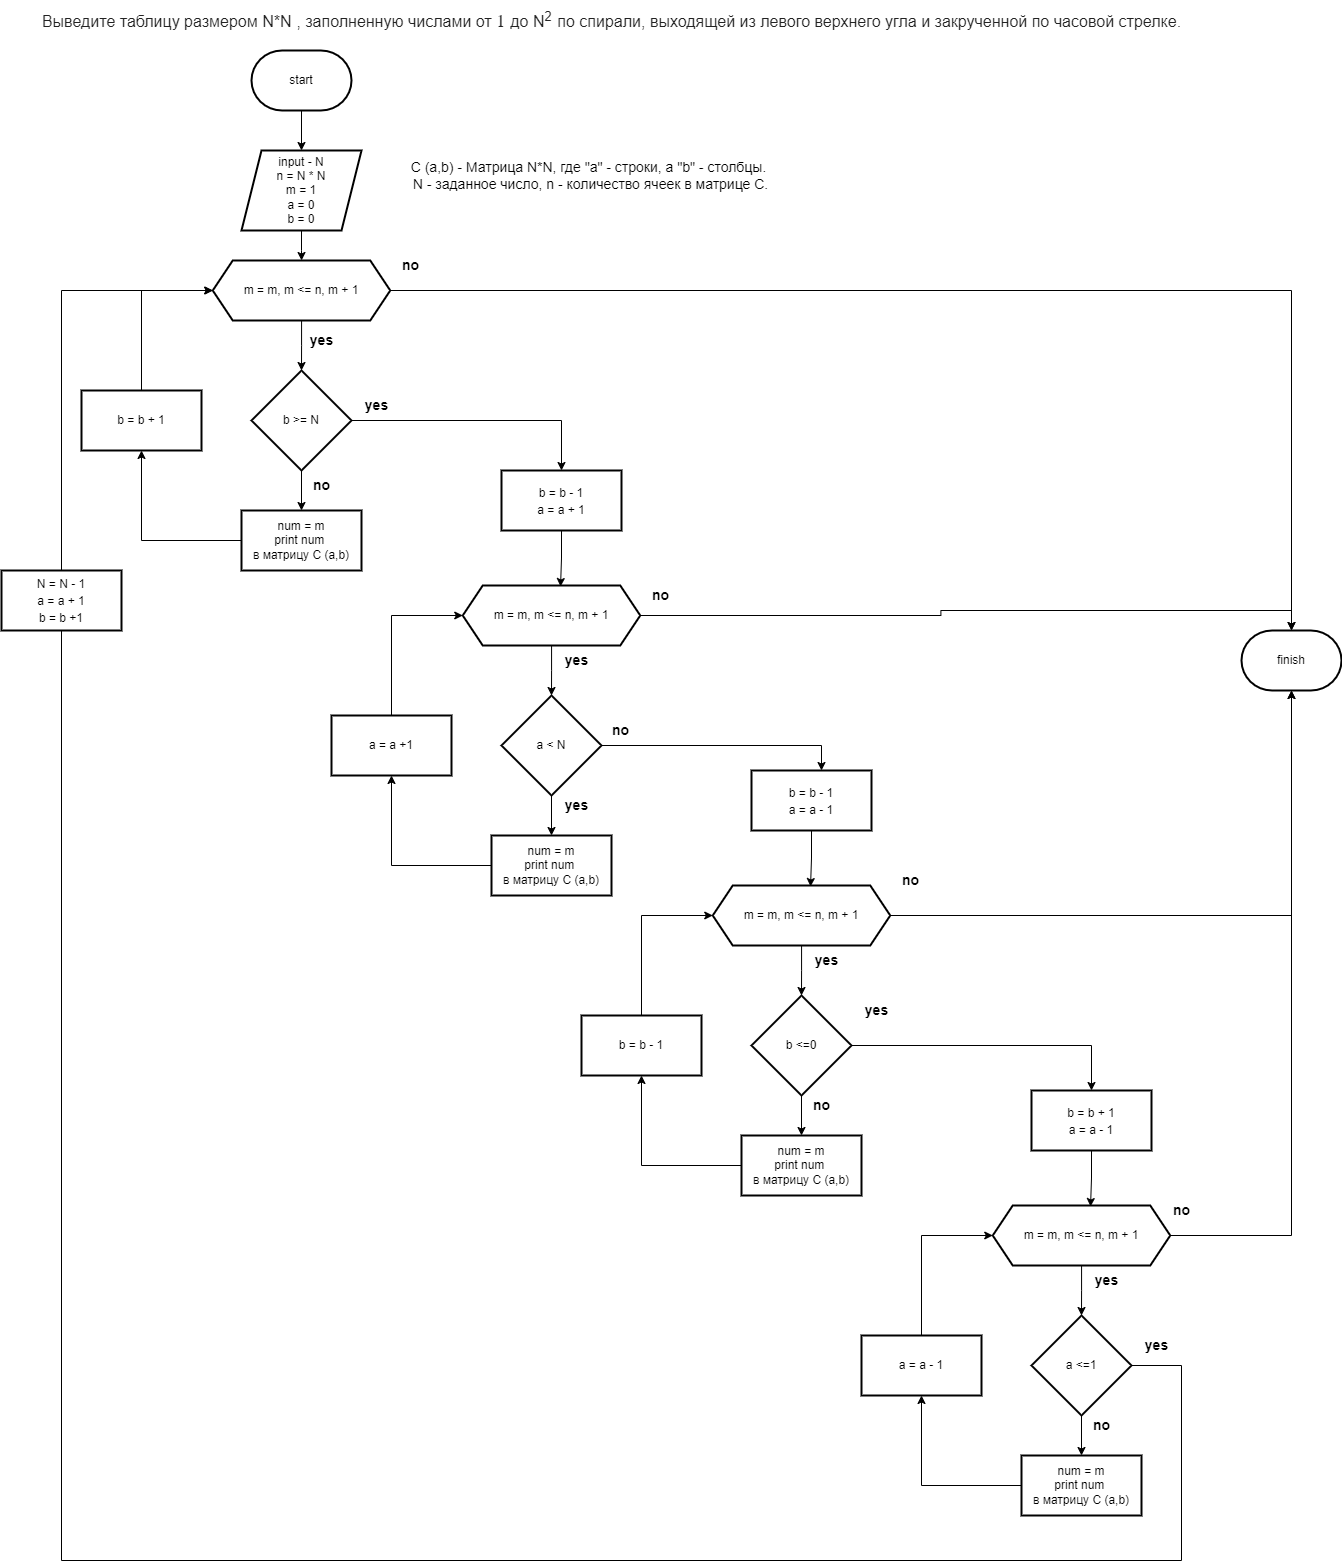 Выведите таблицу размером N*N , заполненную числами от 1 до N² по спирали, выходящей из левого верхнего угла и закрученной по часовой стрелке.
start
input - N
n = N * N
m = 1
a = 0
b = 0
C (a,b) - Матрица N*N, где "a" - строки, а "b" - столбцы.
N - заданное число, n - количество ячеек в матрице C.
no
m = m, m <= n, m + 1
yes
yes
b = b + 1
b >= N
no
b = b - 1
a = a + 1
num = m
print num
в матрицу C (a,b)
N = N - 1
a = a + 1
b = b +1
no
m = m, m <= n, m + 1
yes
finish
no
a = a +1
a < N
yes
b = b - 1
a = a - 1
num = m
print num
в матрицу C (a,b)
no
m = m, m <= n, m + 1
yes
yes
b = b - 1
b <=0
no
b = b + 1
a = a - 1
num = m
print num
в матрицу C (a,b)
no
m = m, m <= n, m + 1
yes
yes
a = a - 1
a <=1
no
num = m
print num
в матрицу C (a,b)